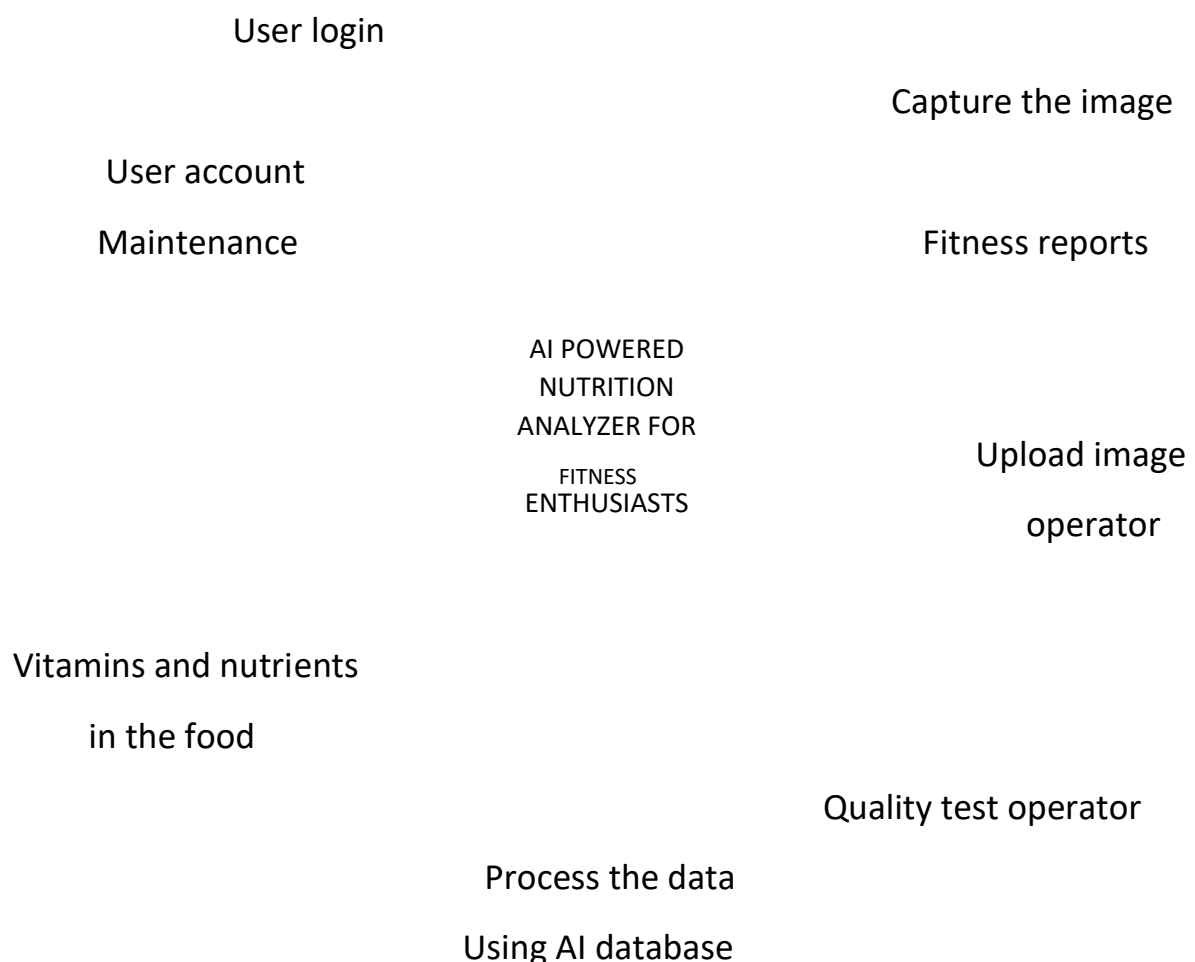 User login
Capture the image
User account
Maintenance
Fitness reports
AI POWERED
NUTRITION
ANALYZER FOR
FITNESS
ENTHUSIASTS
Upload image
operator
Vitamins and nutrients
in the food
Quality test operator
Process the data
Using AI database